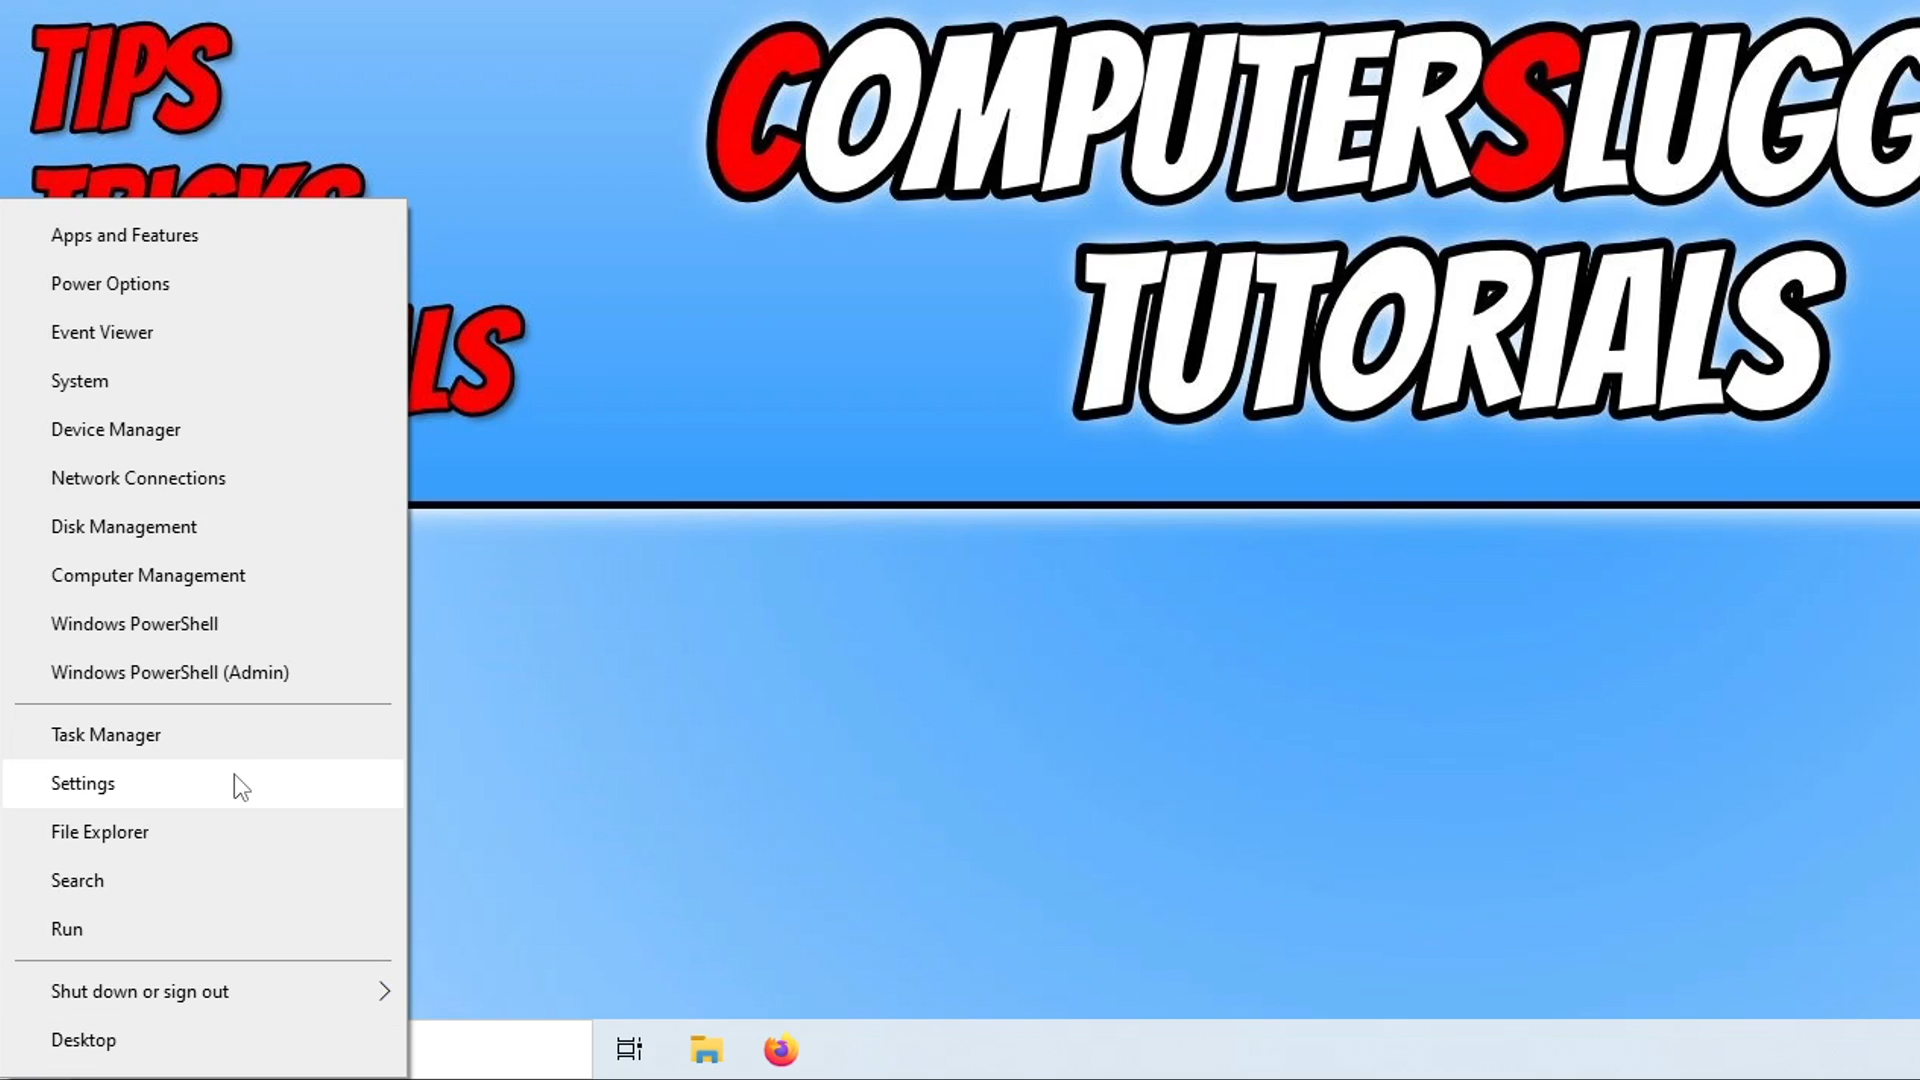 TIPS
COMPUTERSLUGG
TRICKS
TUTORIALS
Apps and Features
Power Options
Event Viewer
System
Device Manager
Network Connections
Disk Management
Computer Management
Windows PowerShell
Windows PowerShell (Admin)
Task Manager
Settings
File Explorer
Search
Run
Shut down or sign out
Desktop